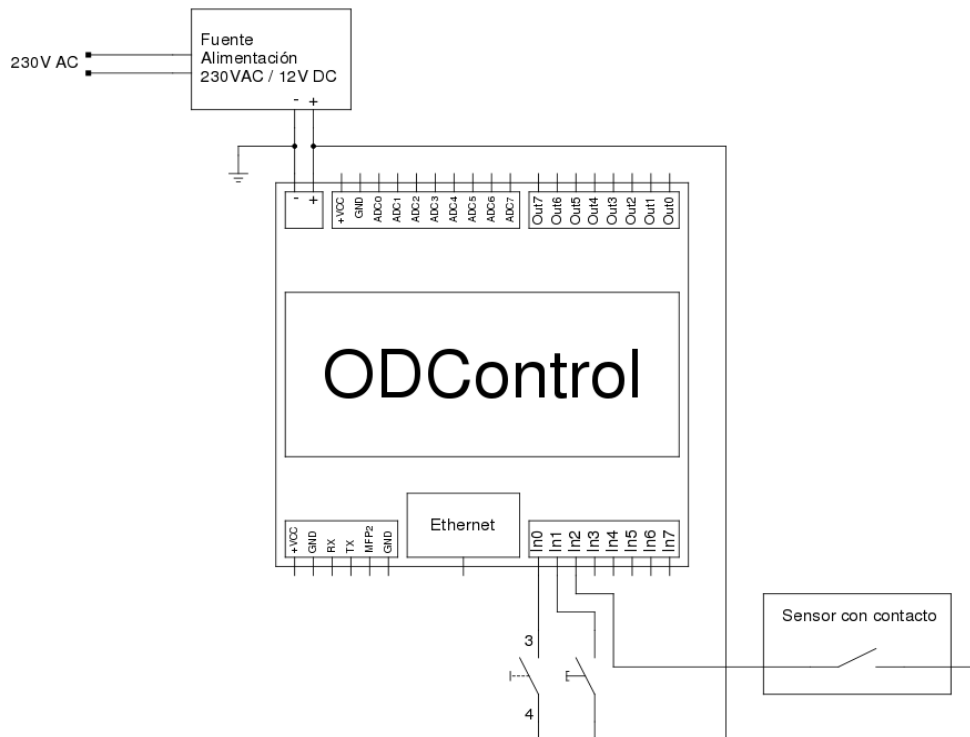 230V AC
Fuente
Alimentación
230VAC / 12V DC
- +
- +
+VCC GND ADC0 ADC1 ADC2 ADC3 ADC4 ADC5 ADC6 ADC7
Out7 Out6 Out5 Out4 Out3 Out2 Out1 Out0
ODControl
+VCC GND RX TX MFP2 GND
Ethernet
In0 In1 In2 In3 In4 In5 In6 In7
Sensor con contacto
3
4